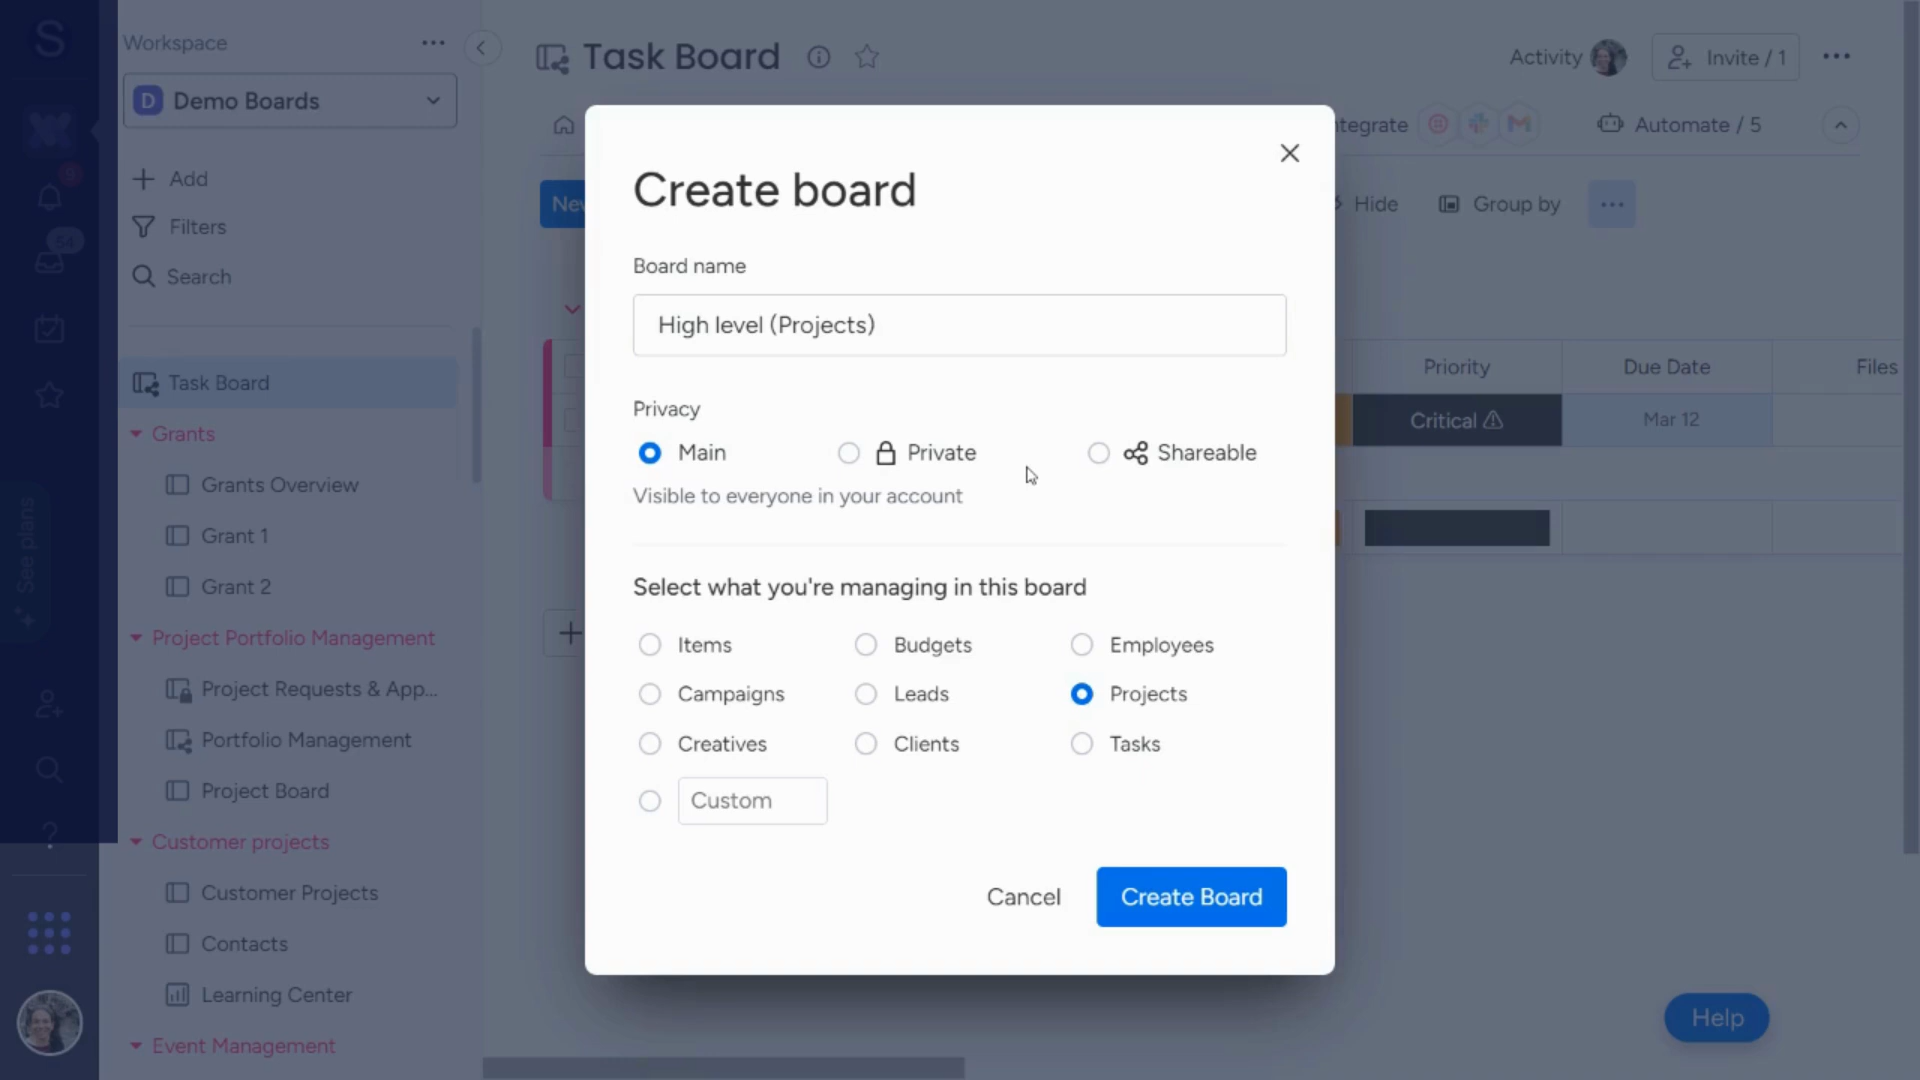 Workspace
D Demo Boards
Add
Filters
Search
Task Board
Grants
Grants Overview
Grant 1
Grant 2
Project Portfolio Management
Project Requests & App...
Portfolio Management
Project Board
Customer projects
Customer Projects
Contacts
Learning Center
Event Management
9
54
See plans
Task Board
Activity
Invite / 1
ntegrate
Automate / 5
New
Hide
Group by
Priority
Due Date
Files
Critical
Mar 12
Create board
Board name
High level (Projects)
Privacy
Main
Private
Shareable
Visible to everyone in your account
Select what you're managing in this board
Items
Budgets
Employees
Campaigns
Leads
Projects
Creatives
Clients
Tasks
Custom
Cancel
Create Board
Help